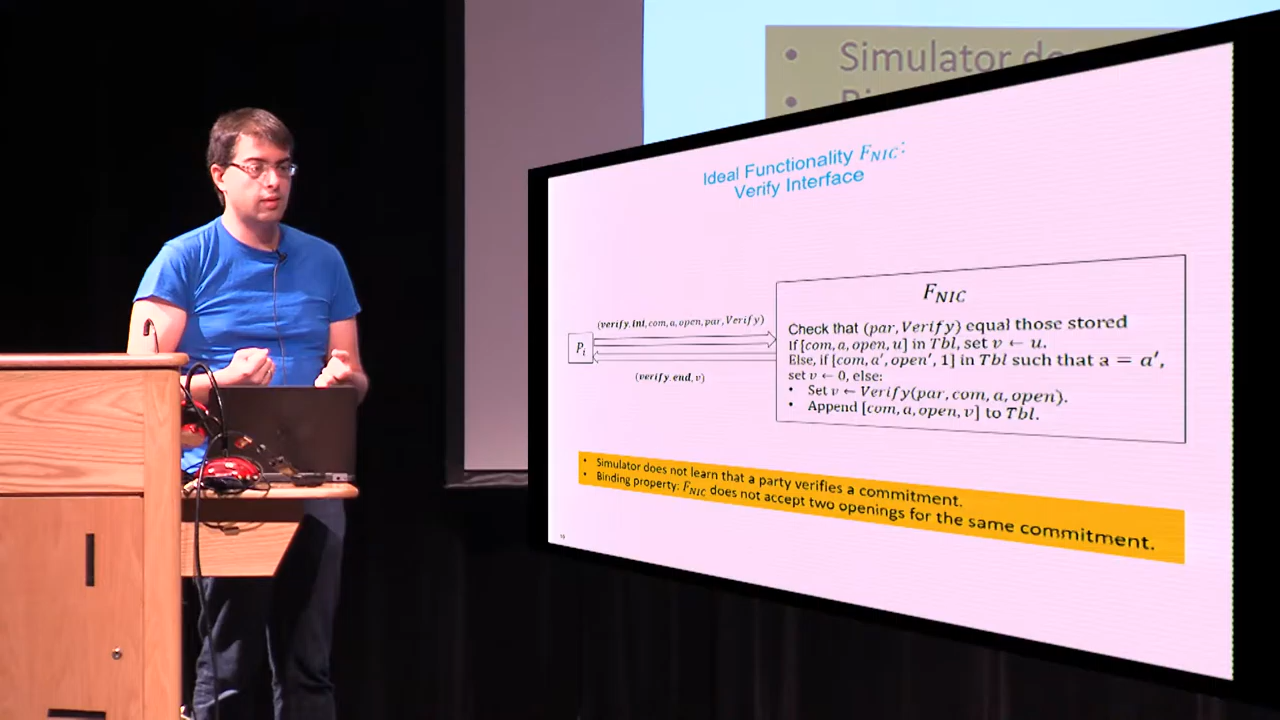 • Simulator do
•
Ideal Functionality F_NIC:
Verify Interface
F_NIC
(verify.ini, com, a, open, par, Verify)
P_i
(verify.end, v)
Check that (par, Verify) equal those stored
If [com, a, open, u] in Tbl, set v ← u.
Else, if [com, a′, open′, 1] in Tbl such that a = a′,
set v ← 0, else:
• Set v ← Verify(par, com, a, open).
• Append [com, a, open, v] to Tbl.
• Simulator does not learn that a party verifies a commitment.
• Binding property: F_NIC does not accept two openings for the same commitment.